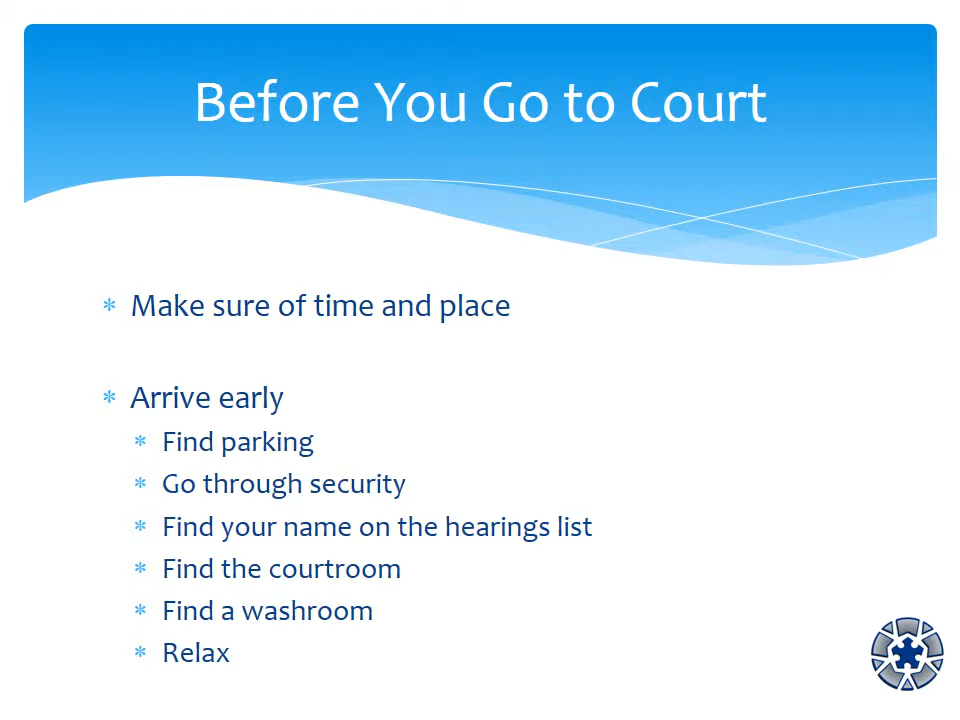 Before You Go to Court
* Make sure of time and place
* Arrive early
* Find parking
* Go through security
* Find your name on the hearings list
* Find the courtroom
* Find a washroom
* Relax